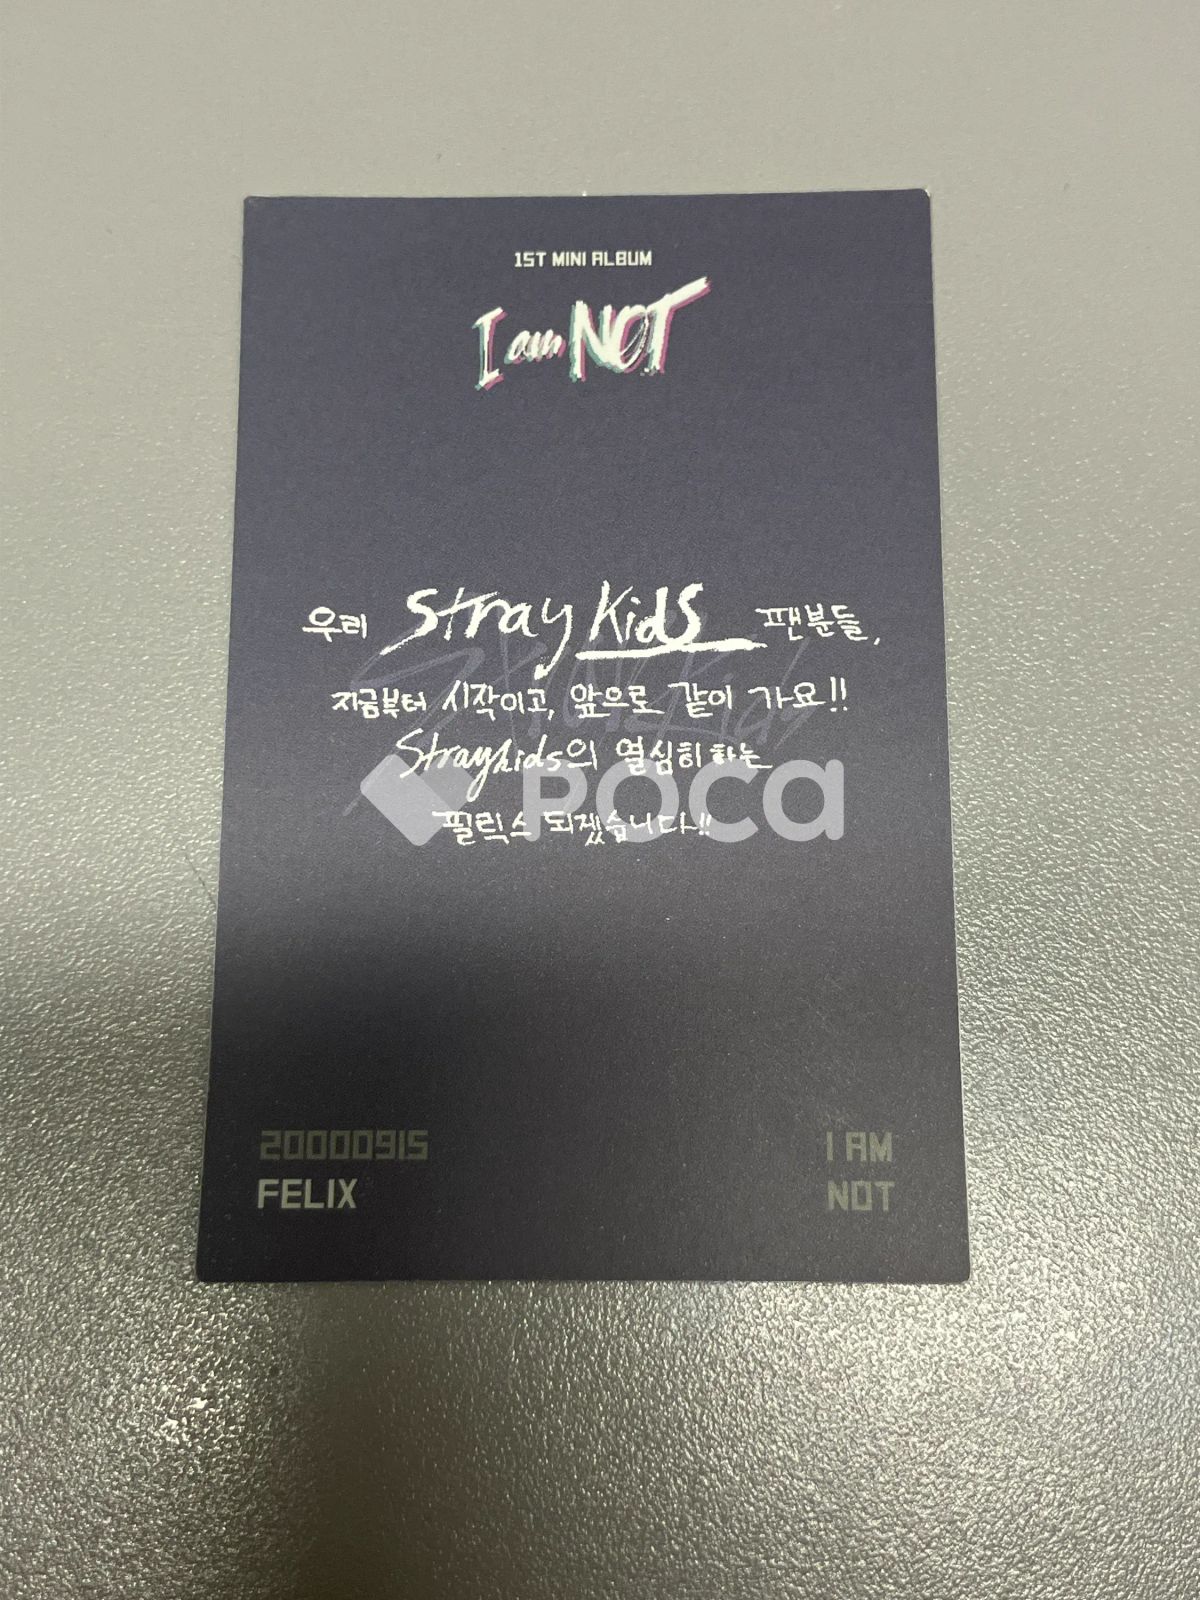 1ST MINI ALBUM
I am NOT
우리 Stray Kids 팬분들,
지금부터 시작이고, 앞으로 같이 가요!!
Straykids의 열심히 하는
필릭스 되겠습니다!!
POCA
20000915
FELIX
I AM
NOT